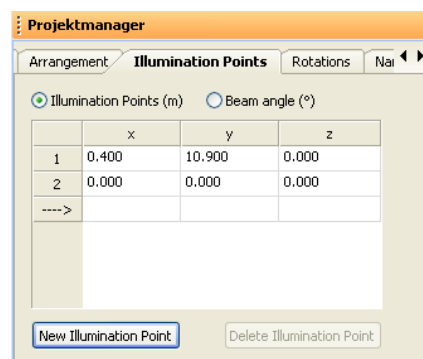 Projektmanager
Arrangement Illumination Points Rotations Nai
Illumination Points (m) Beam angle (°)
x y z
1 0.400 10.900 0.000
2 0.000 0.000 0.000
---->
New Illumination Point Delete Illumination Point